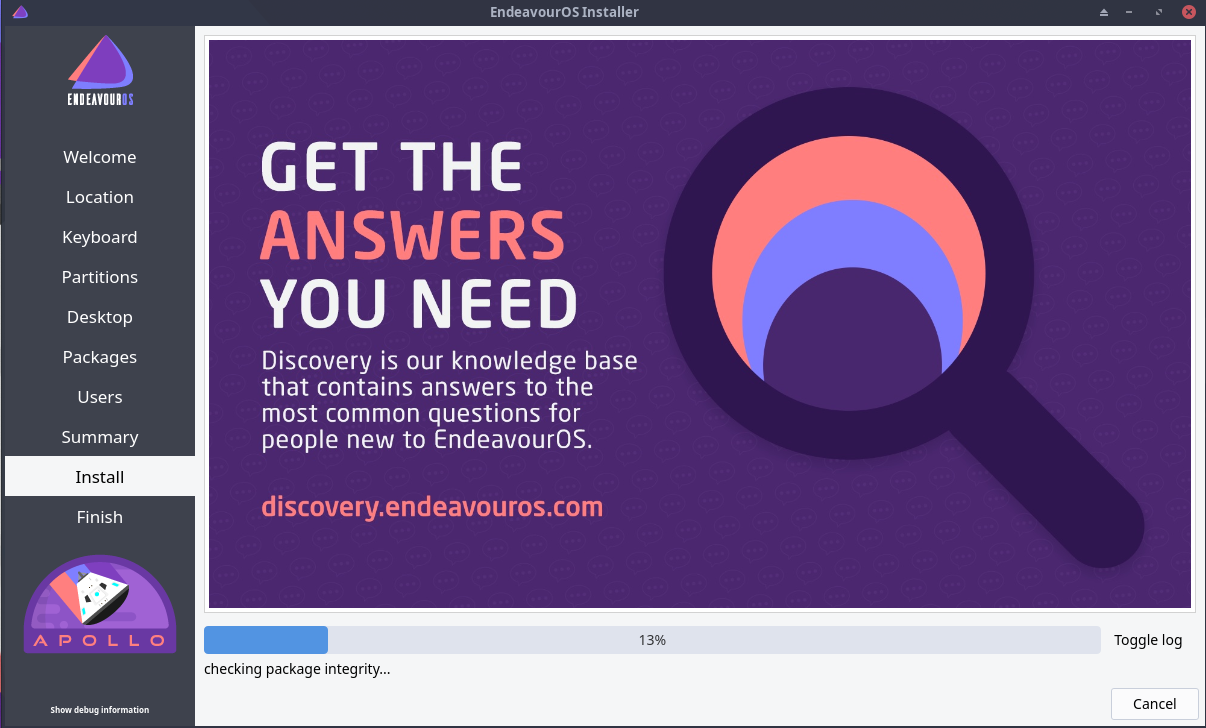 EndeavourOS Installer
ENDEAVOUROS
Welcome
Location
Keyboard
Partitions
Desktop
Packages
Users
Summary
Install
Finish
APOLLO
Show debug information
GET THE
ANSWERS
YOU NEED
Discovery is our knowledge base
that contains answers to the
most common questions for
people new to EndeavourOS.
discovery.endeavouros.com
13%
Toggle log
checking package integrity...
Cancel